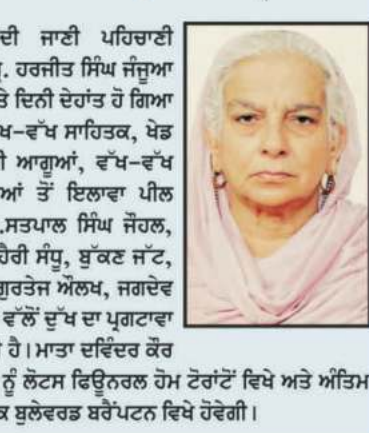 ਦੀ ਜਾਣੀ ਪਹਿਚਾਣੀ
ਹਰਜੀਤ ਸਿੰਘ ਜੰਜੂਆ
ਦਿਨੀ ਦੇਹਾਂਤ ਹੋ ਗਿਆ
ਖ-ਵੱਖ ਸਾਹਿਤਕ, ਖੇਡ
ਆਗੂਆਂ, ਵੱਖ-ਵੱਖ
ਆਂ ਤੋਂ ਇਲਾਵਾ ਪੀਲ
.ਸਤਪਾਲ ਸਿੰਘ ਜੌਹਲ,
ਹੈਰੀ ਸੰਧੂ, ਬੁੱਕਣ ਜੱਟ,
ਗੁਰਤੇਜ ਔਲਖ, ਜਗਦੇਵ
ਵੱਲੋਂ ਦੁੱਖ ਦਾ ਪ੍ਰਗਟਾਵਾ
ਹੈ। ਮਾਤਾ ਦਵਿੰਦਰ ਕੌਰ
ਨੂੰ ਲੋਟਸ ਫਿਊਨਰਲ ਹੋਮ ਟੋਰਾਂਟੋਂ ਵਿਖੇ ਅਤੇ ਅੰਤਿਮ
ਕ ਬੁਲੇਵਰਡ ਬਰੈਂਪਟਨ ਵਿਖੇ ਹੋਵੇਗੀ।